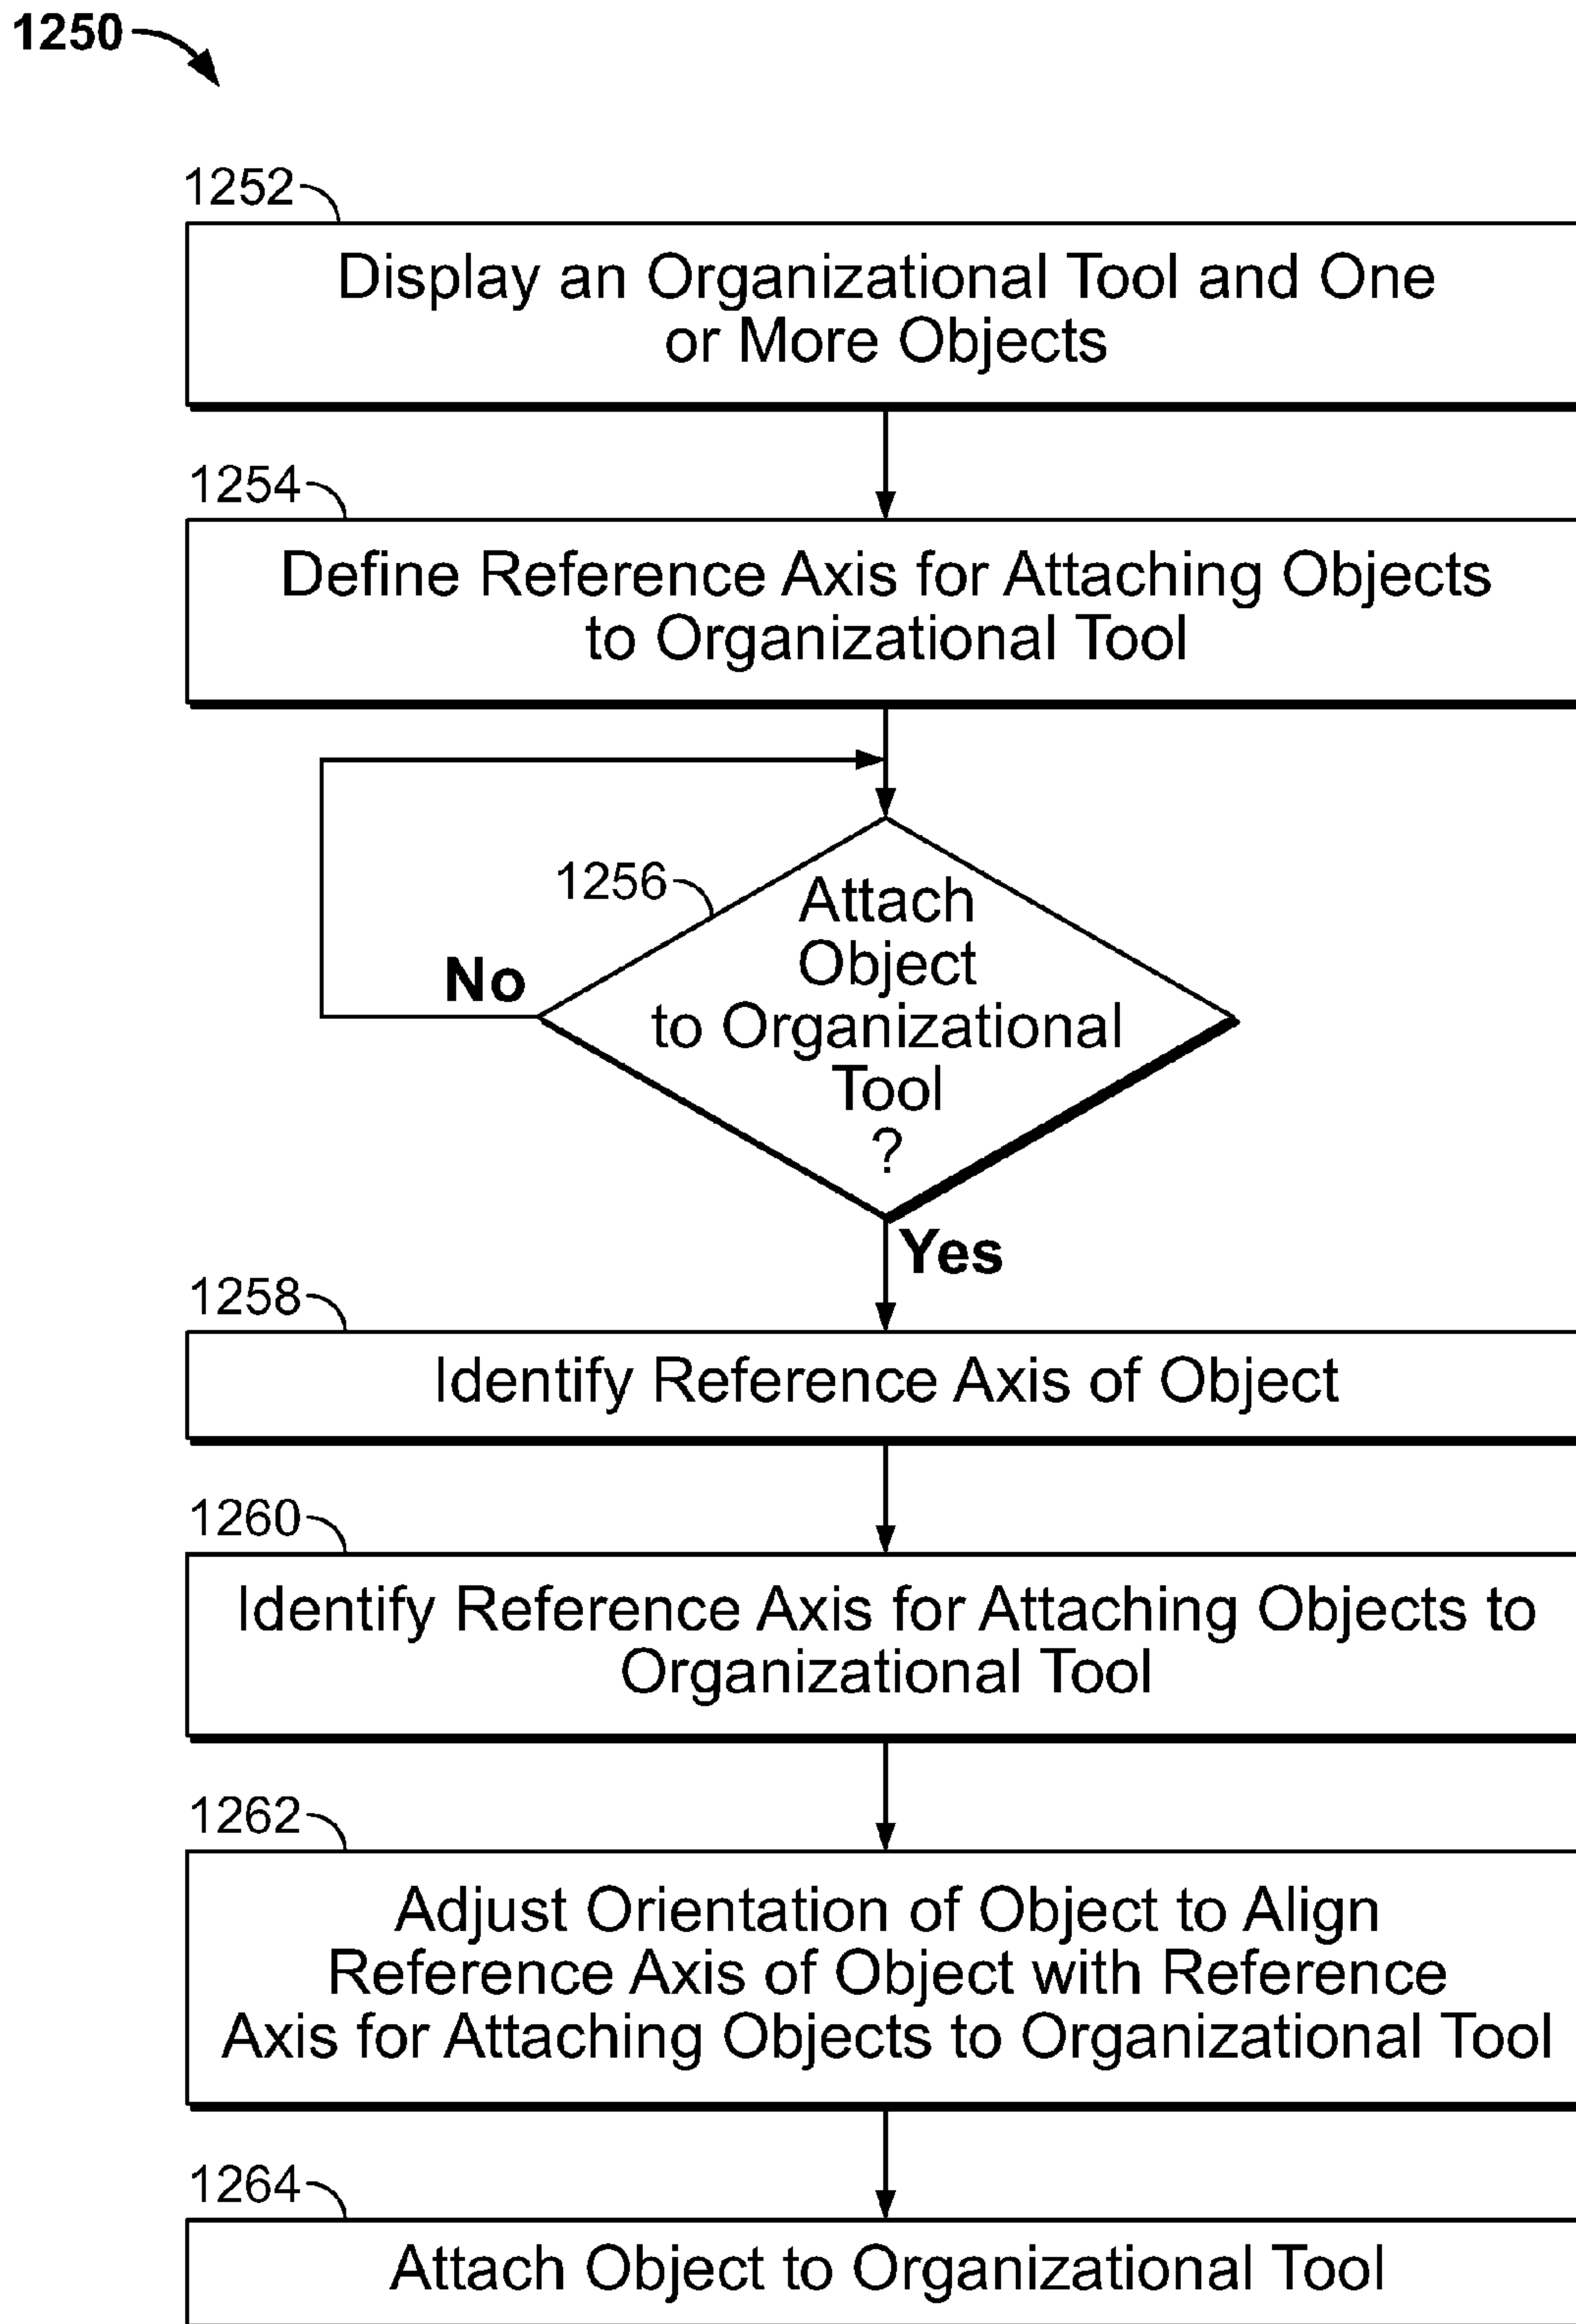 1250
1252
Display an Organizational Tool and One
or More Objects
1254
Define Reference Axis for Attaching Objects
to Organizational Tool
1256
Attach
Object
to Organizational
Tool
?
No
Yes
1258
Identify Reference Axis of Object
1260
Identify Reference Axis for Attaching Objects to
Organizational Tool
1262
Adjust Orientation of Object to Align
Reference Axis of Object with Reference
Axis for Attaching Objects to Organizational Tool
1264
Attach Object to Organizational Tool